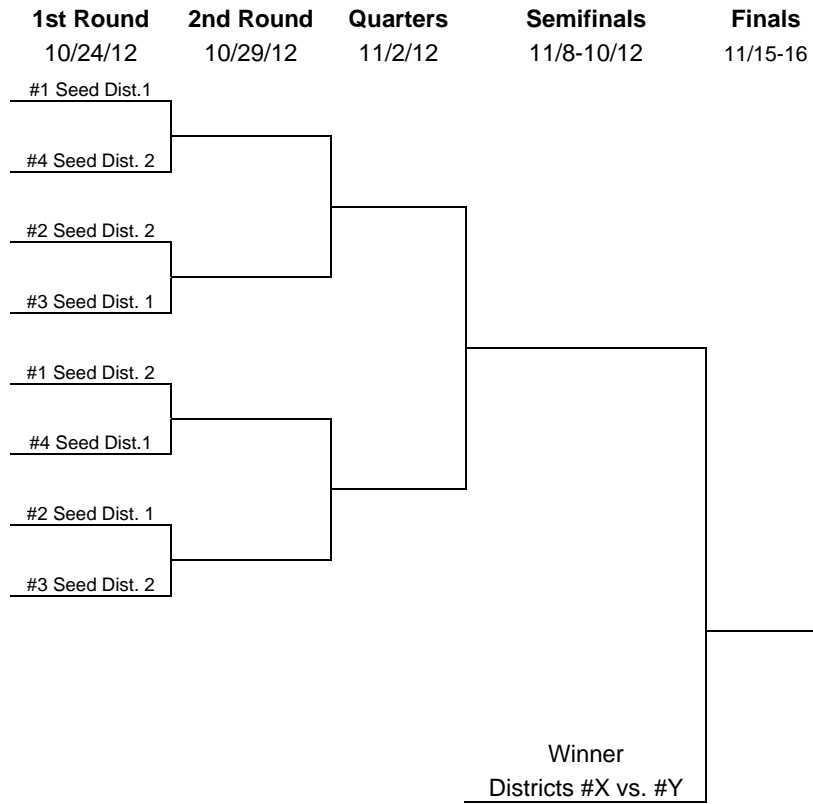 1st Round 2nd Round Quarters Semifinals Finals
10/24/12 10/29/12 11/2/12 11/8-10/12 11/15-16
#1 Seed Dist.1
#4 Seed Dist. 2
#2 Seed Dist. 2
#3 Seed Dist. 1
#1 Seed Dist. 2
#4 Seed Dist.1
#2 Seed Dist. 1
#3 Seed Dist. 2
Winner
Districts #X vs. #Y